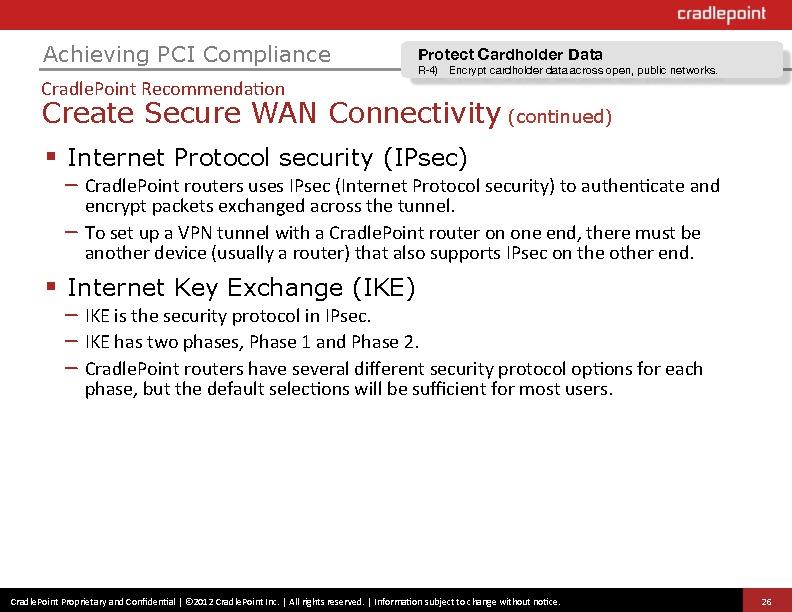 cradlepoint
Achieving PCI Compliance
Protect Cardholder Data
R-4) Encrypt cardholder data across open, public networks.
CradlePoint Recommendation
Create Secure WAN Connectivity (continued)
▪ Internet Protocol security (IPsec)
– CradlePoint routers uses IPsec (Internet Protocol security) to authenticate and
encrypt packets exchanged across the tunnel.
– To set up a VPN tunnel with a CradlePoint router on one end, there must be
another device (usually a router) that also supports IPsec on the other end.
▪ Internet Key Exchange (IKE)
– IKE is the security protocol in IPsec.
– IKE has two phases, Phase 1 and Phase 2.
– CradlePoint routers have several different security protocol options for each
phase, but the default selections will be sufficient for most users.
CradlePoint Proprietary and Confidential | ©2012 CradlePoint Inc. | All rights reserved. | Information subject to change without notice. 26